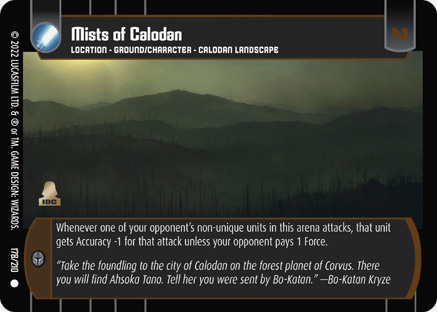 Mists of Calodan
LOCATION - GROUND/CHARACTER - CALODAN LANDSCAPE
2
© 2022 LUCASFILM LTD. & ® or TM. GAME DESIGN: WIZARDS.
178/210
IDC
Whenever one of your opponent's non-unique units in this arena attacks, that unit
gets Accuracy -1 for that attack unless your opponent pays 1 Force.
"Take the foundling to the city of Calodan on the forest planet of Corvus. There
you will find Ahsoka Tano. Tell her you were sent by Bo-Katan." —Bo-Katan Kryze